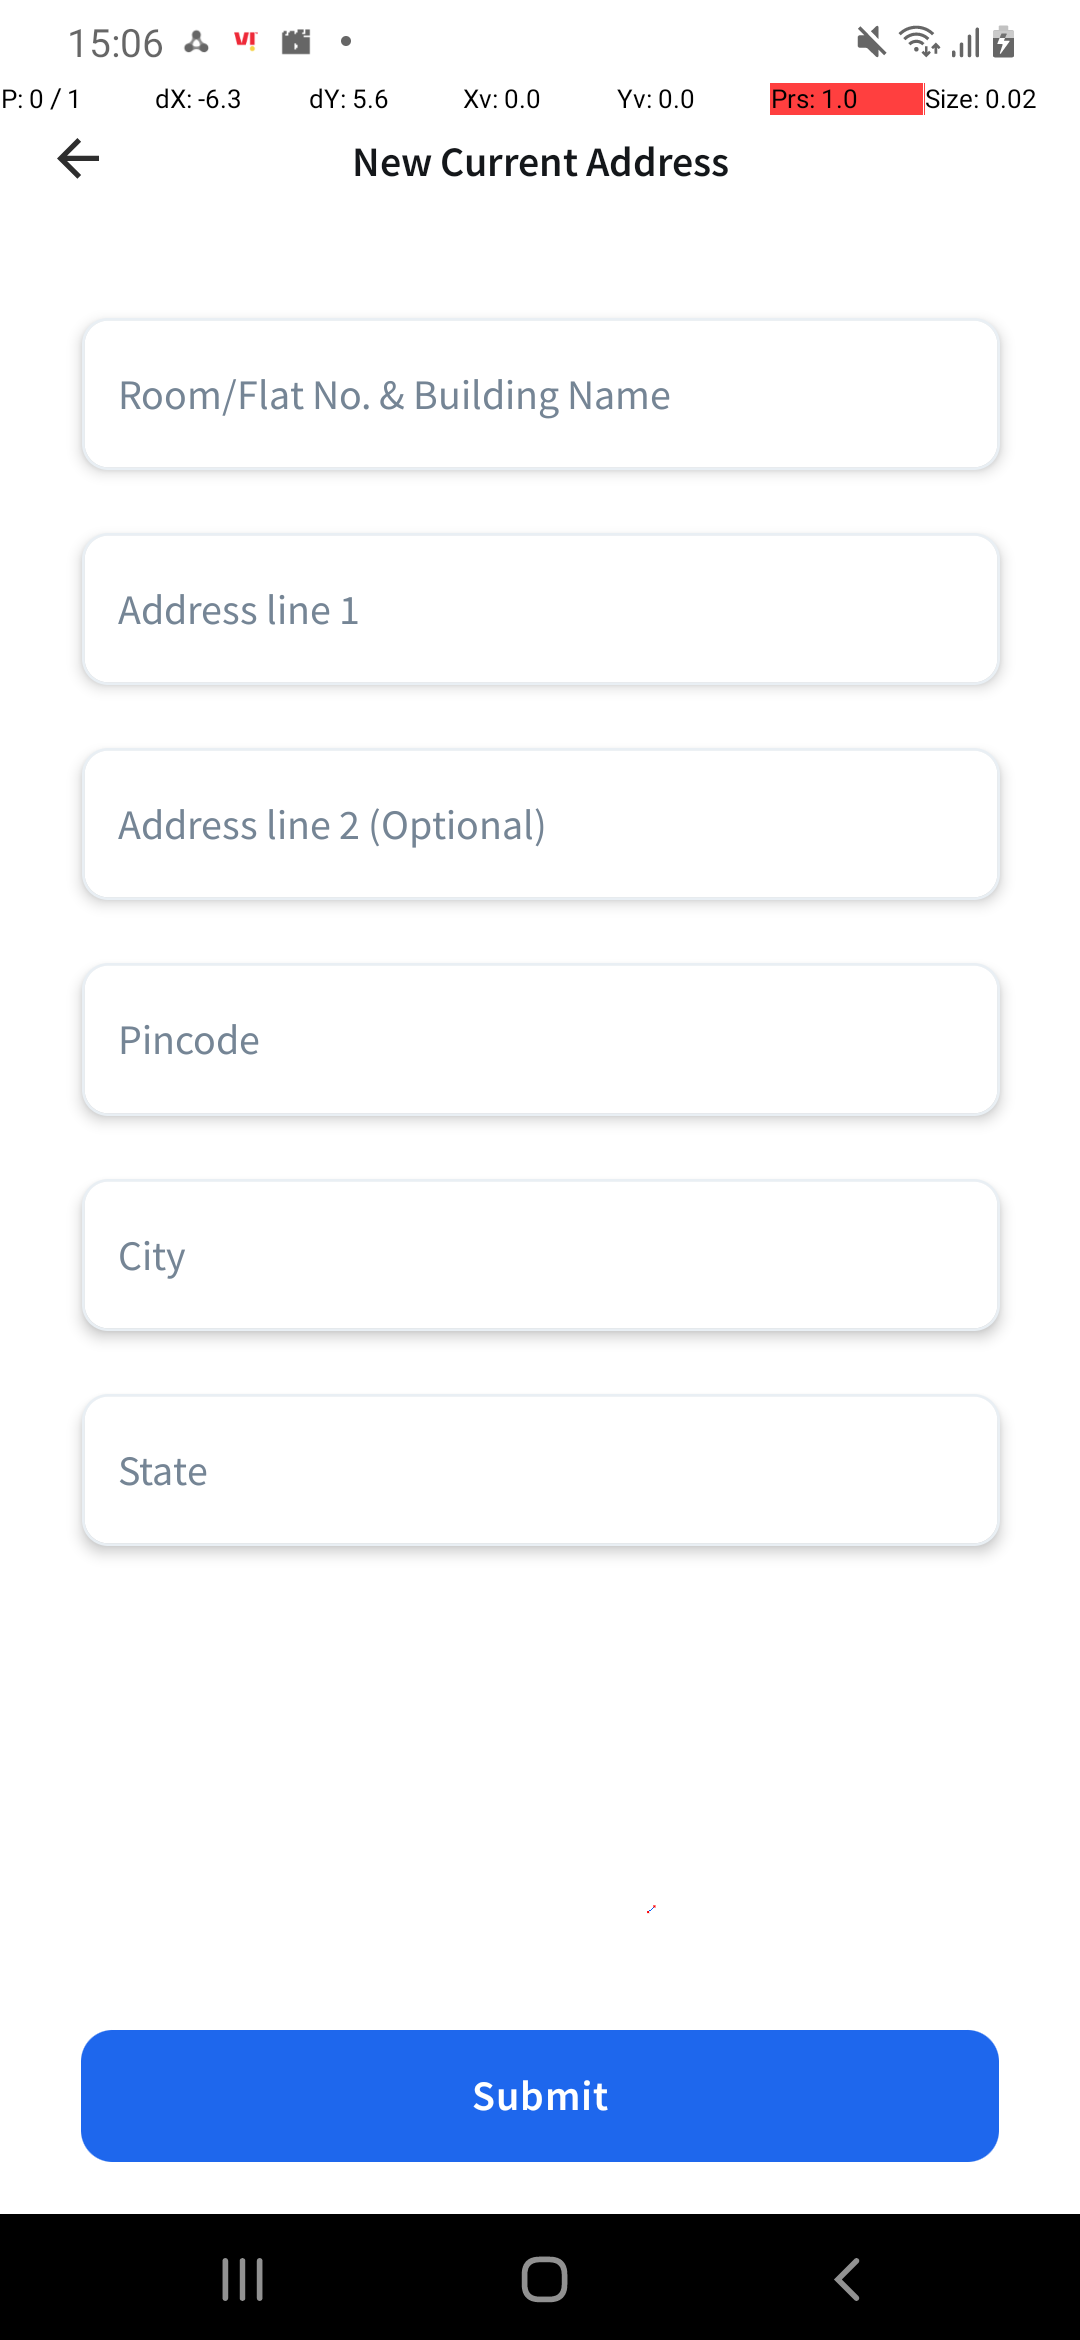 15:06 VI!
P: 0 / 1 dX: -6.3 dY: 5.6 Xv: 0.0 Yv: 0.0 Prs: 1.0 Size: 0.02
New Current Address
Room/Flat No. & Building Name
Address line 1
Address line 2 (Optional)
Pincode
City
State
Submit